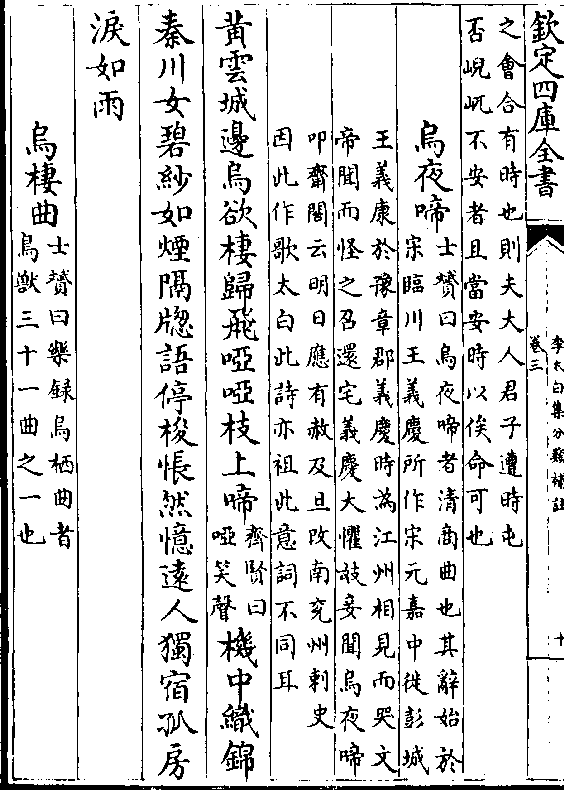 欽定四庫全書
李太白集分類補註
卷三
十
之會合有時也則夫大人君子遭時屯
否峴屼不安者且當安時以俟命可也
烏夜啼
士贇曰烏夜啼者清商曲也其辭始於
宋臨川王義慶所作宋元嘉中徙彭城
王義康於豫章郡義慶時為江州相見而哭文
帝聞而怪之召還宅義慶大懼妓妾聞烏夜啼
叩齋閤云明日應有赦及旦改南兖州刺史
因此作歌太白此詩亦祖此意詞不同耳
黃雲城邊烏欲棲歸飛啞啞枝上啼
齊賢曰
啞笑聲
機中織錦
秦川女碧紗如煙隔牕語停梭悵然憶遠人獨宿孤房
淚如雨
烏棲曲
士贇曰樂録烏栖曲者
鳥獸三十一曲之一也